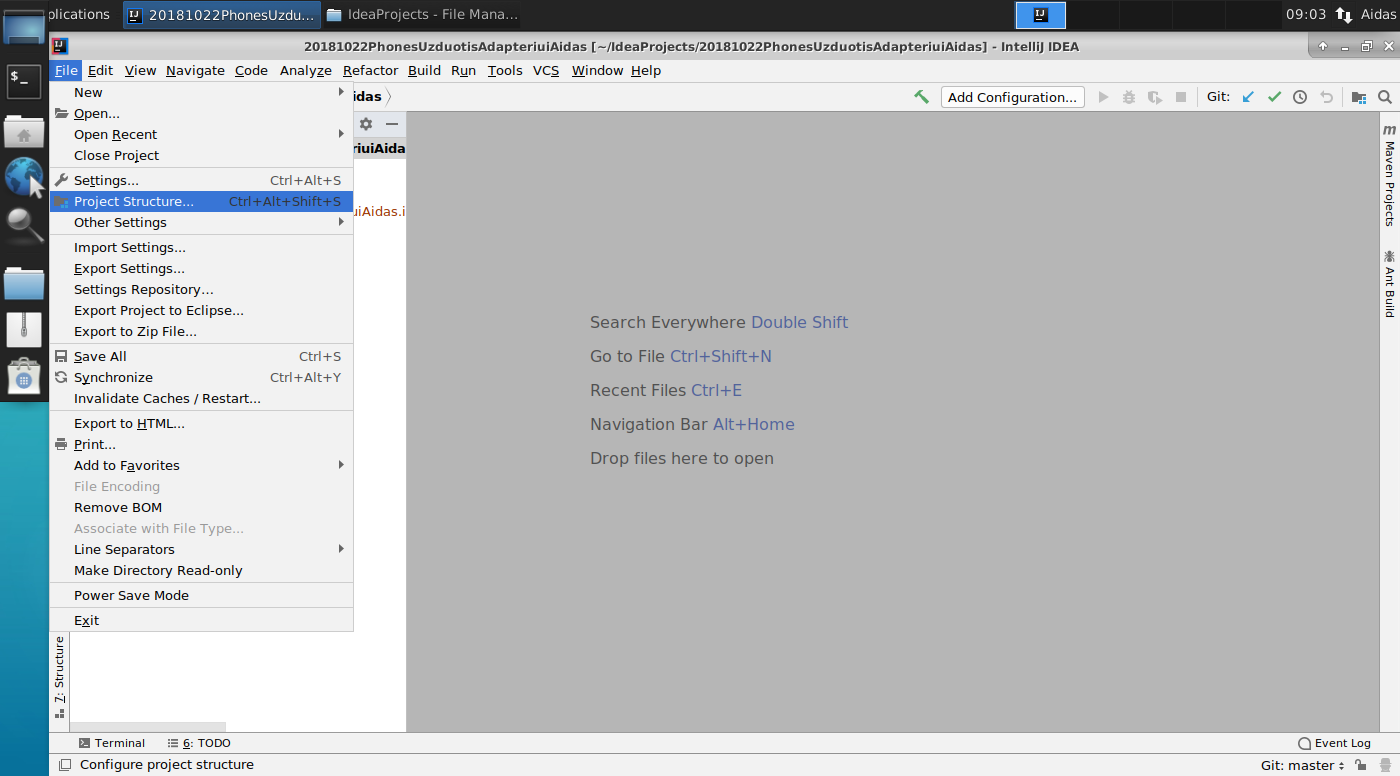 plications 20181022PhonesUzdu... IdeaProjects - File Mana... 09:03 Aidas
20181022PhonesUzduotisAdapteriuiAidas [~/IdeaProjects/20181022PhonesUzduotisAdapteriuiAidas] - IntelliJ IDEA
File Edit View Navigate Code Analyze Refactor Build Run Tools VCS Window Help
idas Add Configuration... Git:
New
Open...
Open Recent
Close Project
Settings... Ctrl+Alt+S
Project Structure... Ctrl+Alt+Shift+S
Other Settings
Import Settings...
Export Settings...
Settings Repository...
Export Project to Eclipse...
Export to Zip File...
Save All Ctrl+S
Synchronize Ctrl+Alt+Y
Invalidate Caches / Restart...
Export to HTML...
Print...
Add to Favorites
File Encoding
Remove BOM
Associate with File Type...
Line Separators
Make Directory Read-only
Power Save Mode
Exit
riuiAida
uiAidas.i
Search Everywhere Double Shift
Go to File Ctrl+Shift+N
Recent Files Ctrl+E
Navigation Bar Alt+Home
Drop files here to open
m Maven Projects
Ant Build
7: Structure
Terminal 6: TODO Event Log
Configure project structure Git: master